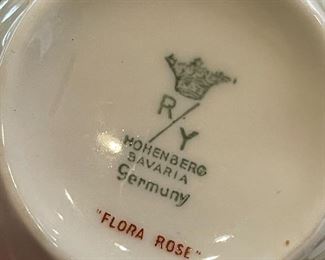 R/Y
HOHENBERG
BAVARIA
Germany
"FLORA ROSE"